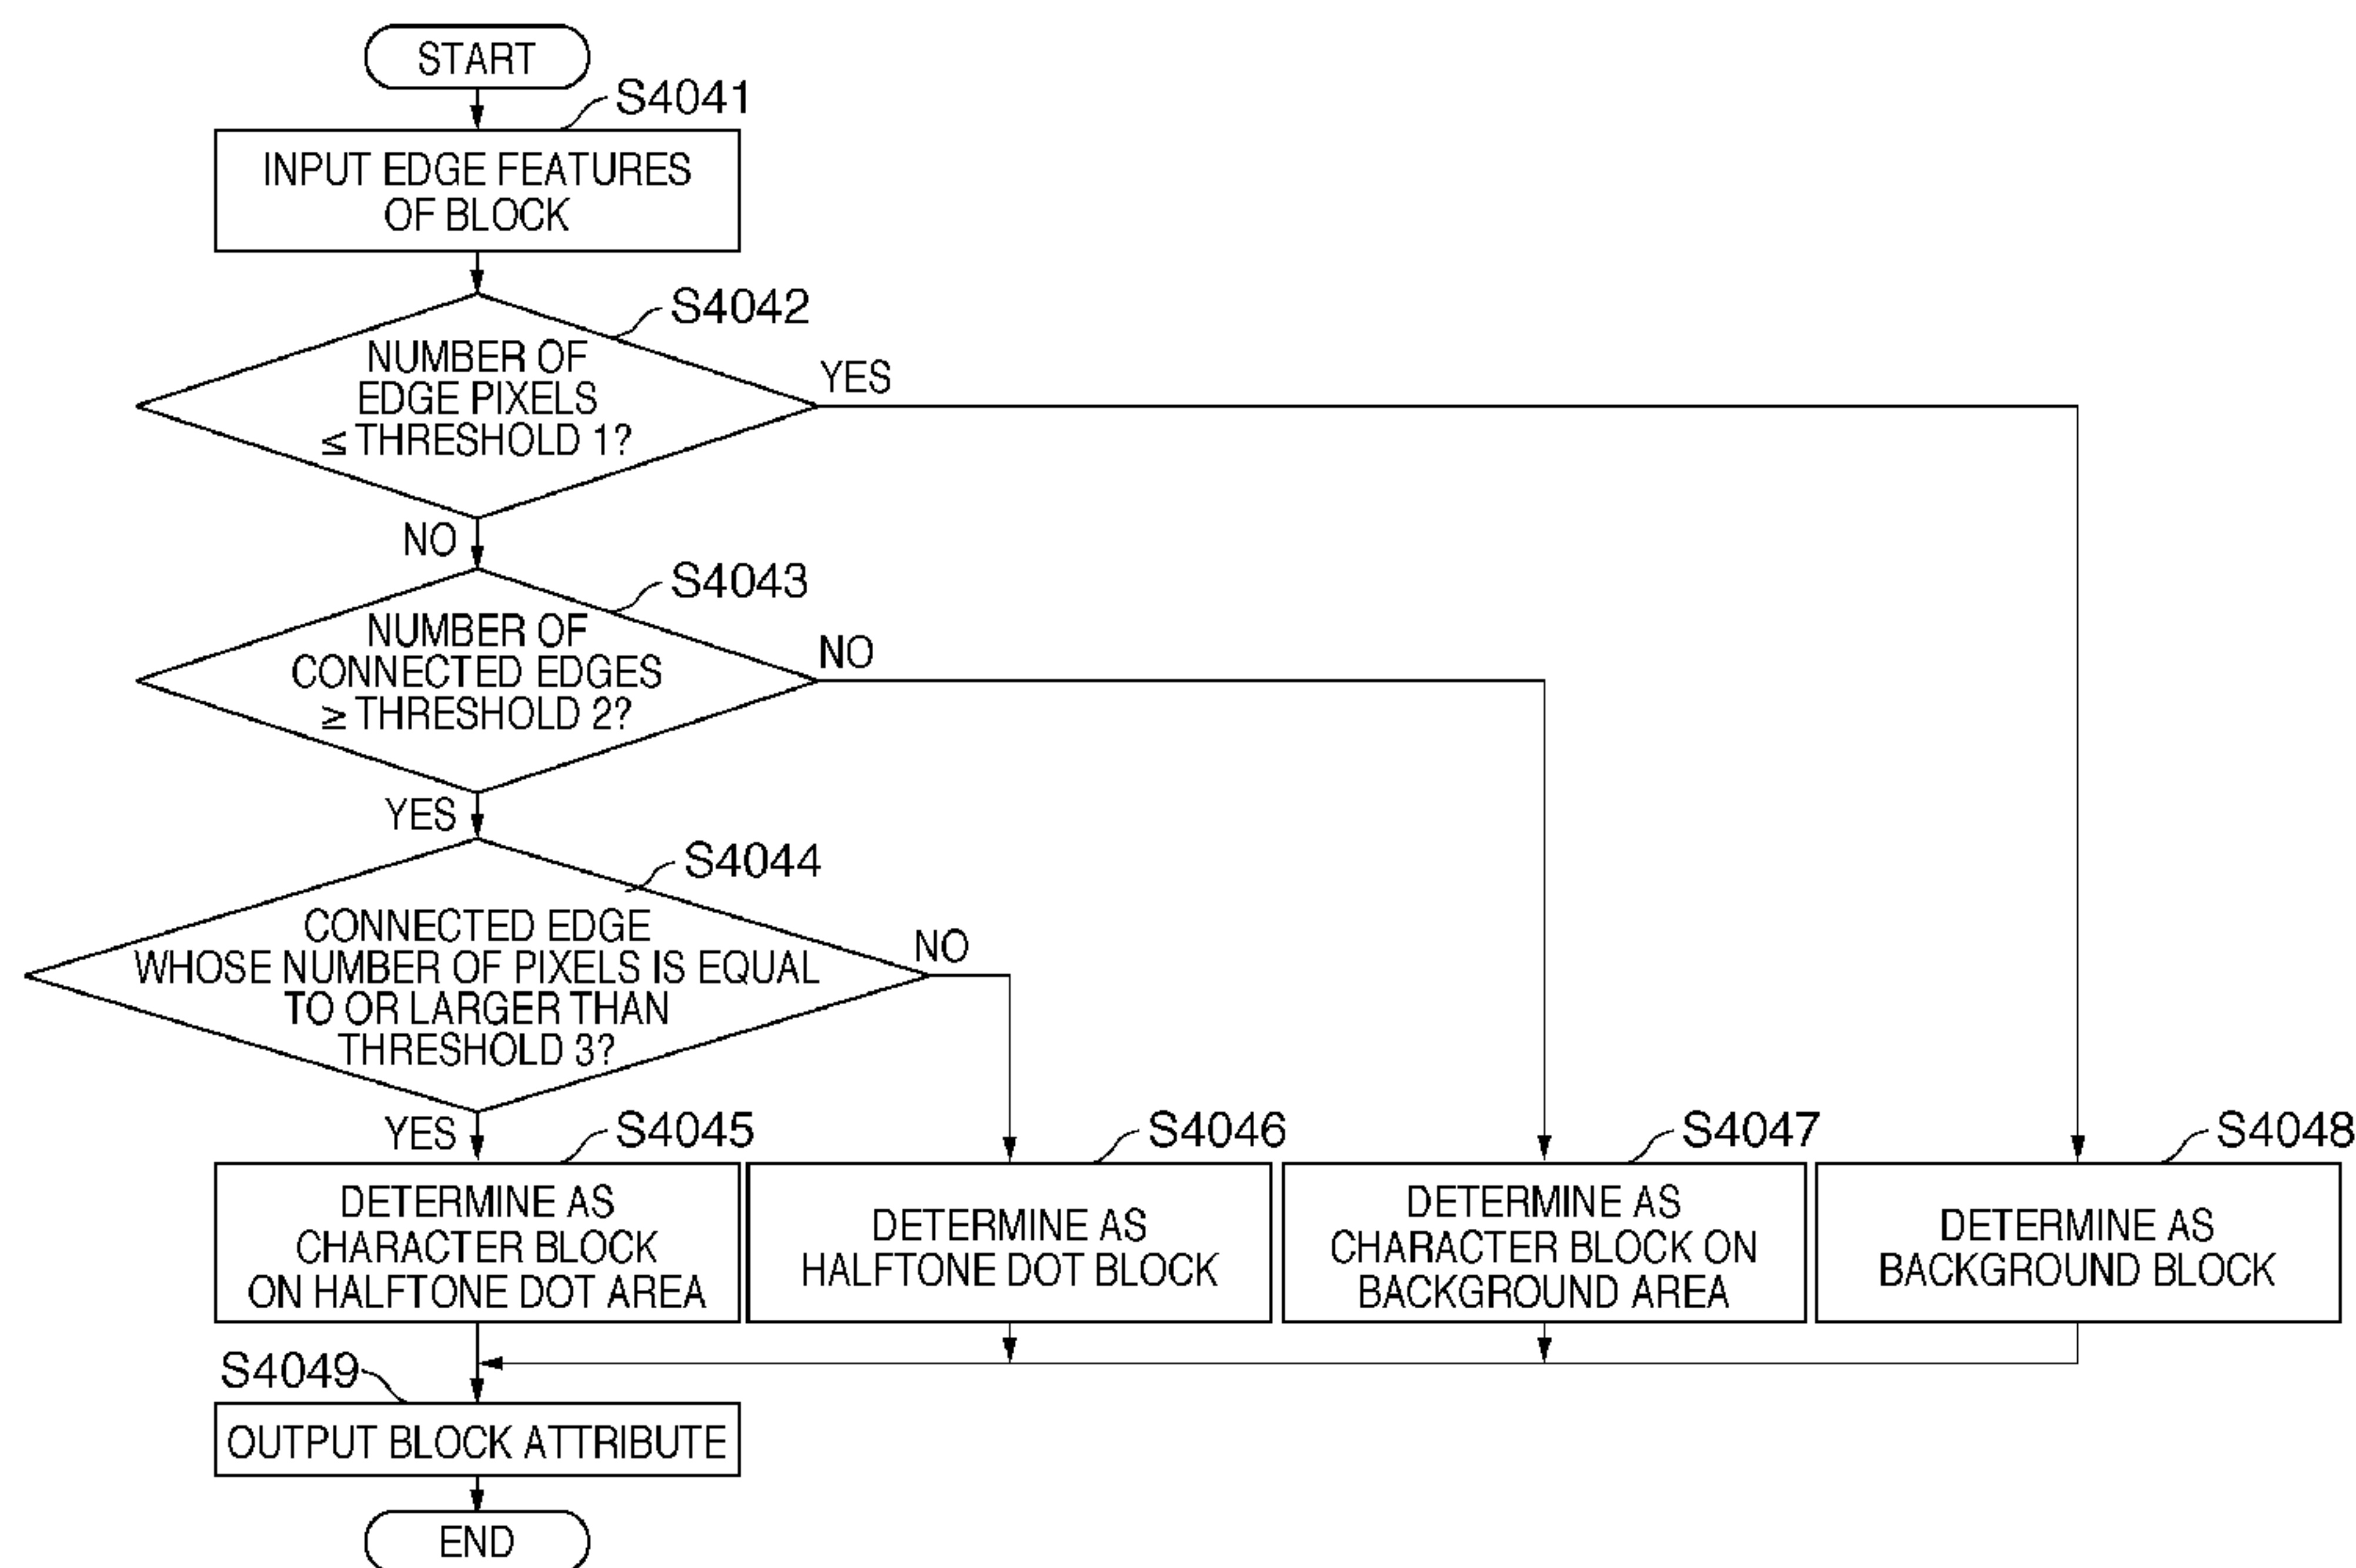 START
S4041
INPUT EDGE FEATURES
OF BLOCK
S4042
NUMBER OF
EDGE PIXELS
≤ THRESHOLD 1?
YES
NO
S4043
NUMBER OF
CONNECTED EDGES
≥ THRESHOLD 2?
NO
YES
S4044
CONNECTED EDGE
WHOSE NUMBER OF PIXELS IS EQUAL
TO OR LARGER THAN
THRESHOLD 3?
NO
YES
S4045
DETERMINE AS
CHARACTER BLOCK
ON HALFTONE DOT AREA
S4046
DETERMINE AS
HALFTONE DOT BLOCK
S4047
DETERMINE AS
CHARACTER BLOCK ON
BACKGROUND AREA
S4048
DETERMINE AS
BACKGROUND BLOCK
S4049
OUTPUT BLOCK ATTRIBUTE
END